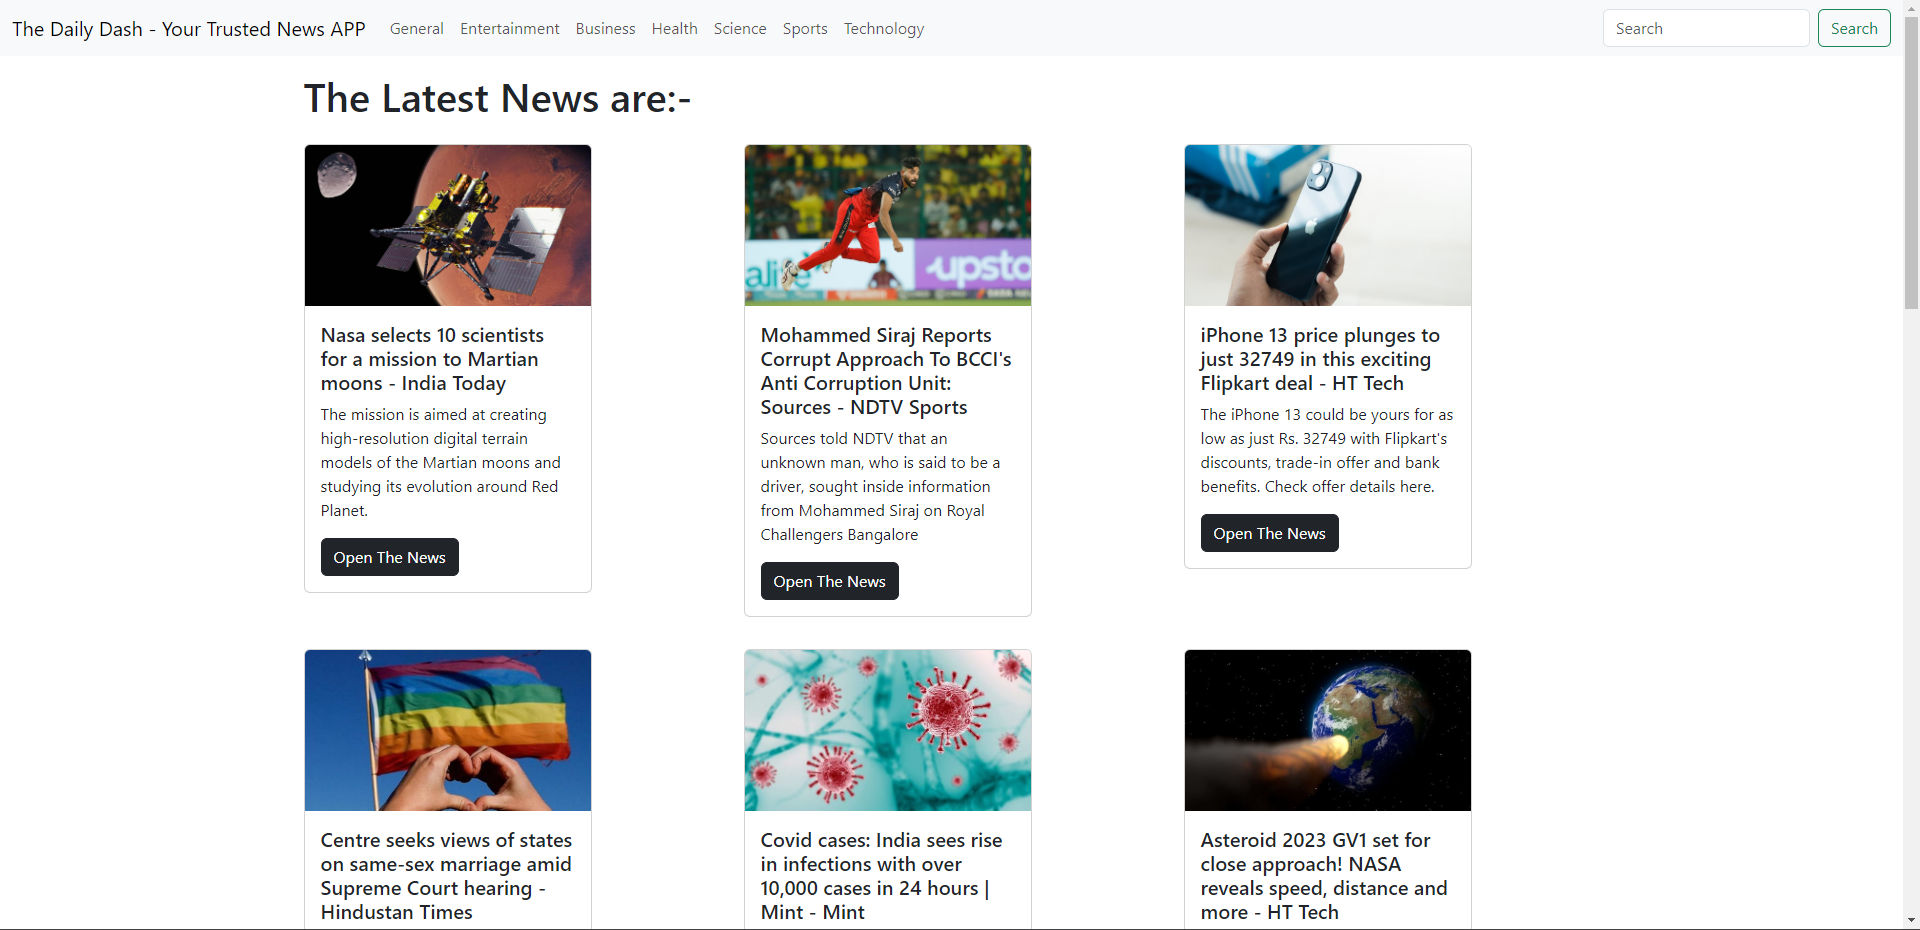 The Daily Dash - Your Trusted News APP General Entertainment Business Health Science Sports Technology Search Search
The Latest News are:-
alive
upsto
Nasa selects 10 scientists
for a mission to Martian
moons - India Today
The mission is aimed at creating
high-resolution digital terrain
models of the Martian moons and
studying its evolution around Red
Planet.
Open The News
Mohammed Siraj Reports
Corrupt Approach To BCCI's
Anti Corruption Unit:
Sources - NDTV Sports
Sources told NDTV that an
unknown man, who is said to be a
driver, sought inside information
from Mohammed Siraj on Royal
Challengers Bangalore
Open The News
iPhone 13 price plunges to
just 32749 in this exciting
Flipkart deal - HT Tech
The iPhone 13 could be yours for as
low as just Rs. 32749 with Flipkart's
discounts, trade-in offer and bank
benefits. Check offer details here.
Open The News
Centre seeks views of states
on same-sex marriage amid
Supreme Court hearing -
Hindustan Times
Covid cases: India sees rise
in infections with over
10,000 cases in 24 hours |
Mint - Mint
Asteroid 2023 GV1 set for
close approach! NASA
reveals speed, distance and
more - HT Tech